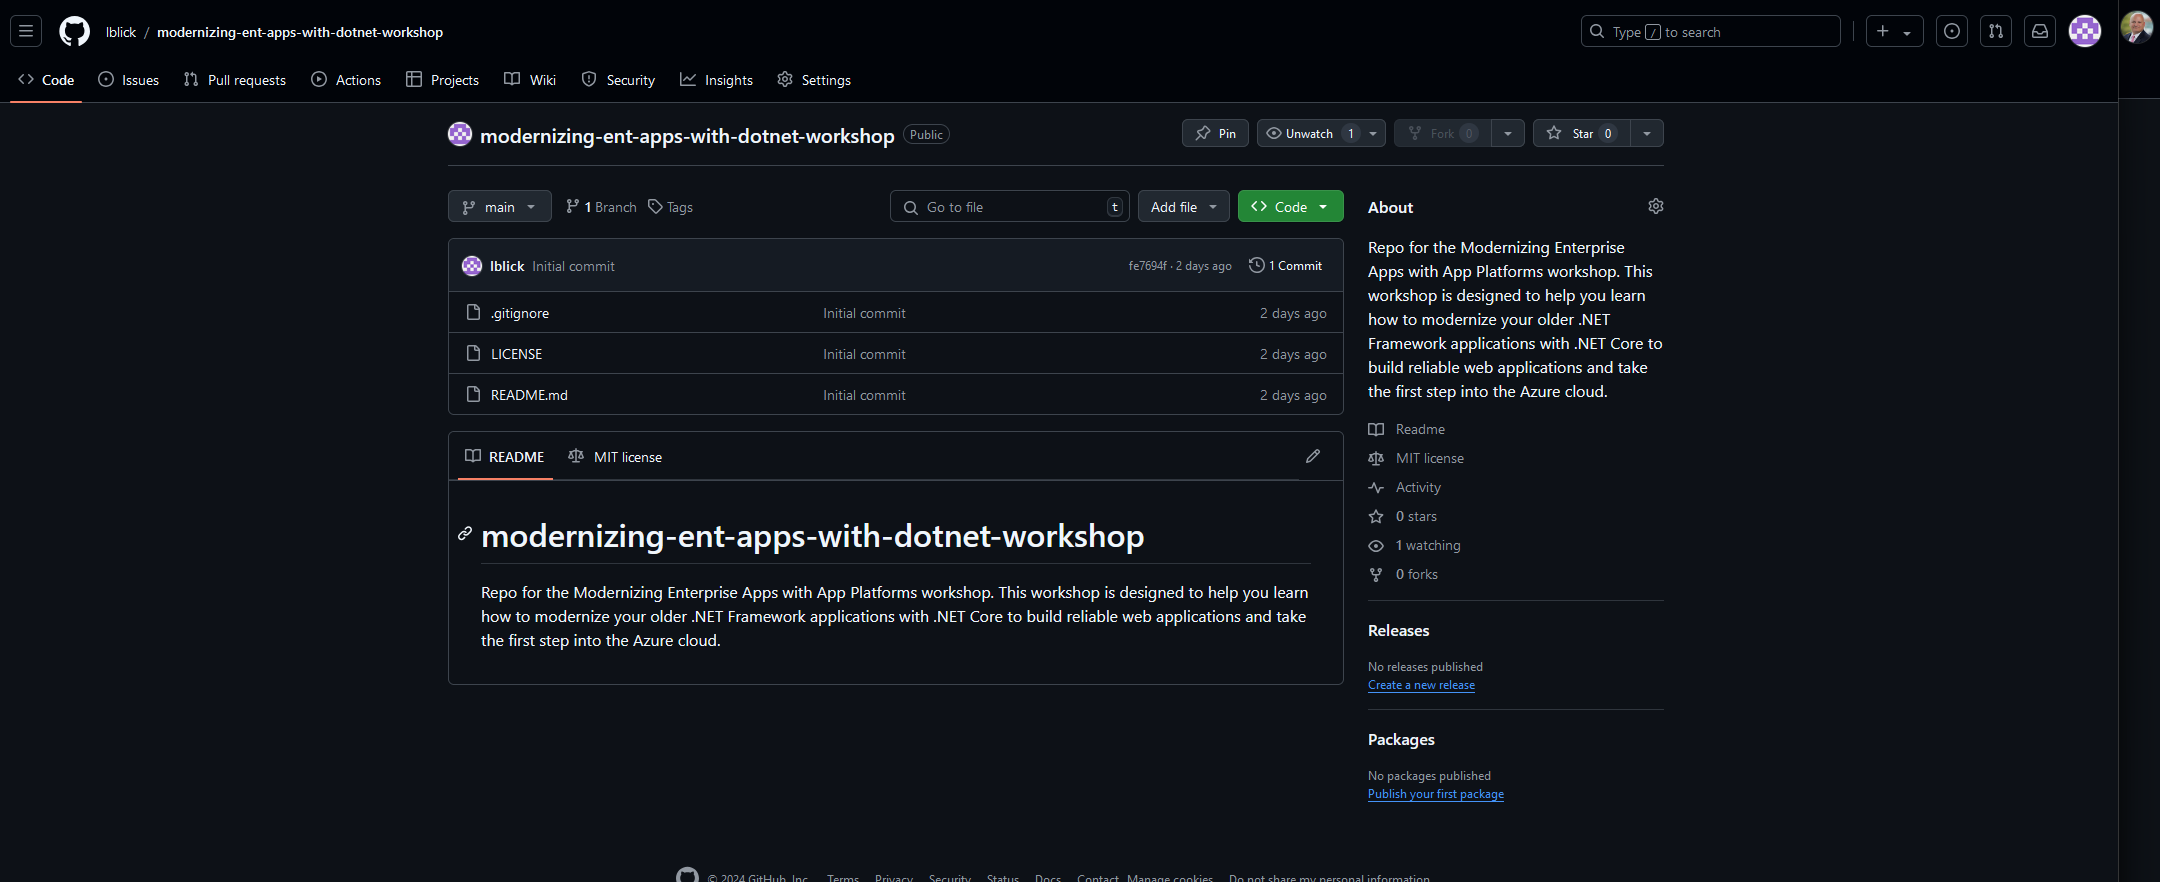 lblick / modernizing-ent-apps-with-dotnet-workshop
Type / to search
Code Issues Pull requests Actions Projects Wiki Security Insights Settings
modernizing-ent-apps-with-dotnet-workshop Public
Pin Unwatch 1 Fork 0 Star 0
main 1 Branch Tags Go to file t Add file Code
lblick Initial commit fe7694f · 2 days ago 1 Commit
.gitignore Initial commit 2 days ago
LICENSE Initial commit 2 days ago
README.md Initial commit 2 days ago
README MIT license
modernizing-ent-apps-with-dotnet-workshop
Repo for the Modernizing Enterprise Apps with App Platforms workshop. This workshop is designed to help you learn
how to modernize your older .NET Framework applications with .NET Core to build reliable web applications and take
the first step into the Azure cloud.
About
Repo for the Modernizing Enterprise
Apps with App Platforms workshop. This
workshop is designed to help you learn
how to modernize your older .NET
Framework applications with .NET Core to
build reliable web applications and take
the first step into the Azure cloud.
Readme
MIT license
Activity
0 stars
1 watching
0 forks
Releases
No releases published
Create a new release
Packages
No packages published
Publish your first package
© 2024 GitHub, Inc. Terms Privacy Security Status Docs Contact Manage cookies Do not share my personal information